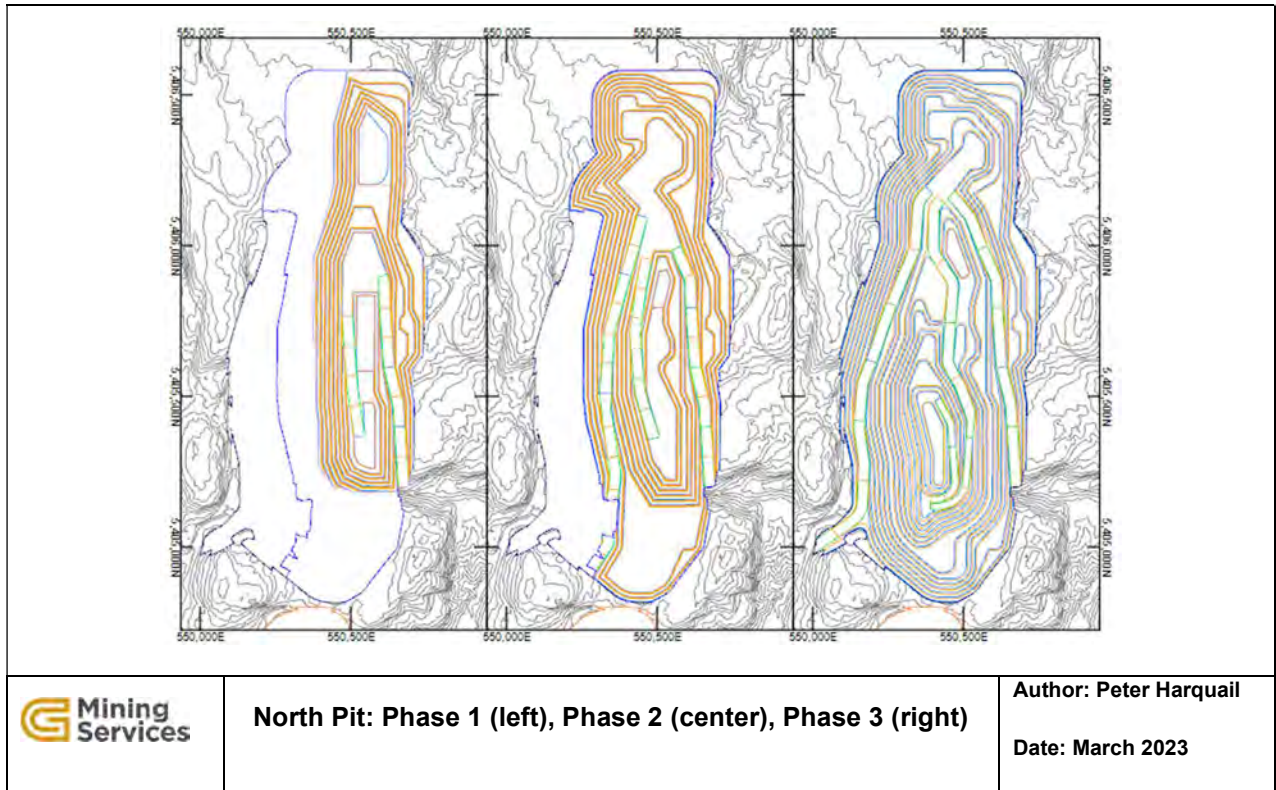 550,000E 550,500E 550,000E 550,500E 550,000E 550,500E
5,406,500N 5,406,500N
5,406,000N 5,406,000N
5,405,500N 5,405,500N
5,405,000N 5,405,000N
550,000E 550,500E 550,000E 550,500E 550,000E 550,500E
Mining
Services
North Pit: Phase 1 (left), Phase 2 (center), Phase 3 (right)
Author: Peter Harquail
Date: March 2023